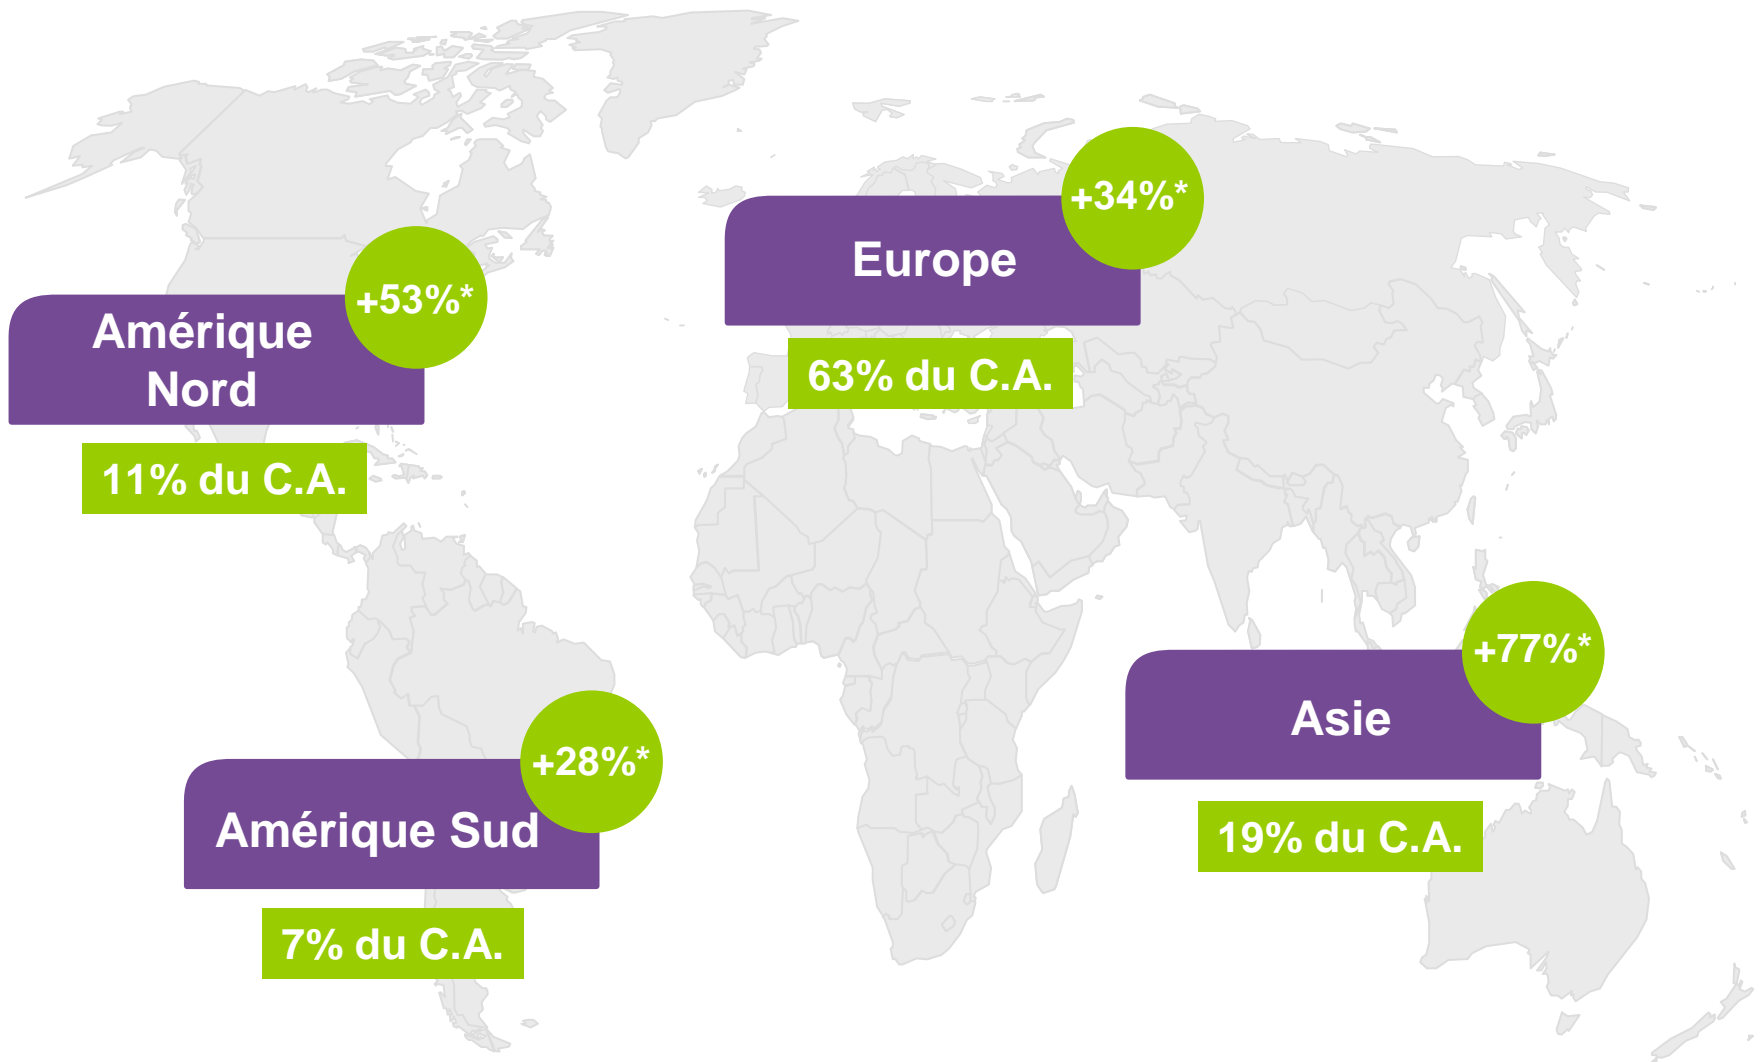 +34%*
Europe
63% du C.A.
+53%*
Amérique
Nord
11% du C.A.
+77%*
Asie
19% du C.A.
+28%*
Amérique Sud
7% du C.A.